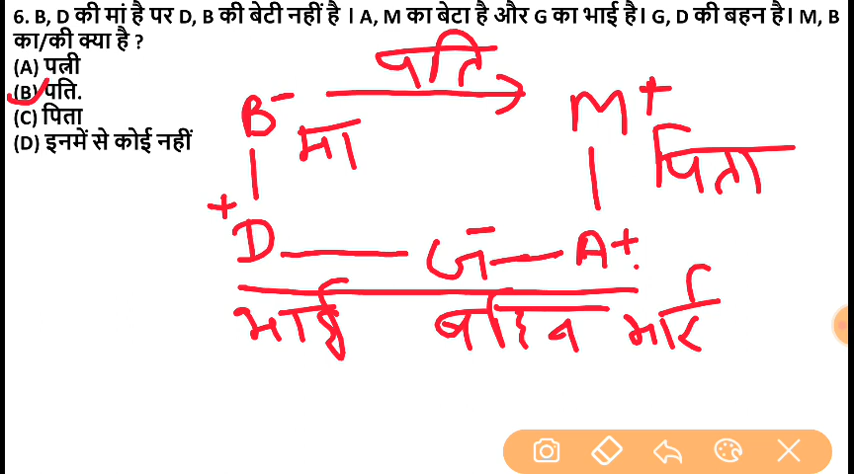 6. B, D की मां है पर D, B की बेटी नहीं है । A, M का बेटा है और G का भाई है। G, D की बहन है। M, B
का/की क्या है ?
(A) पत्नी
(B) पति.
(C) पिता
(D) इनमें से कोई नहीं
पति
B - M +
मां पिता
+ D - G - A +
भाई बहिन भाई